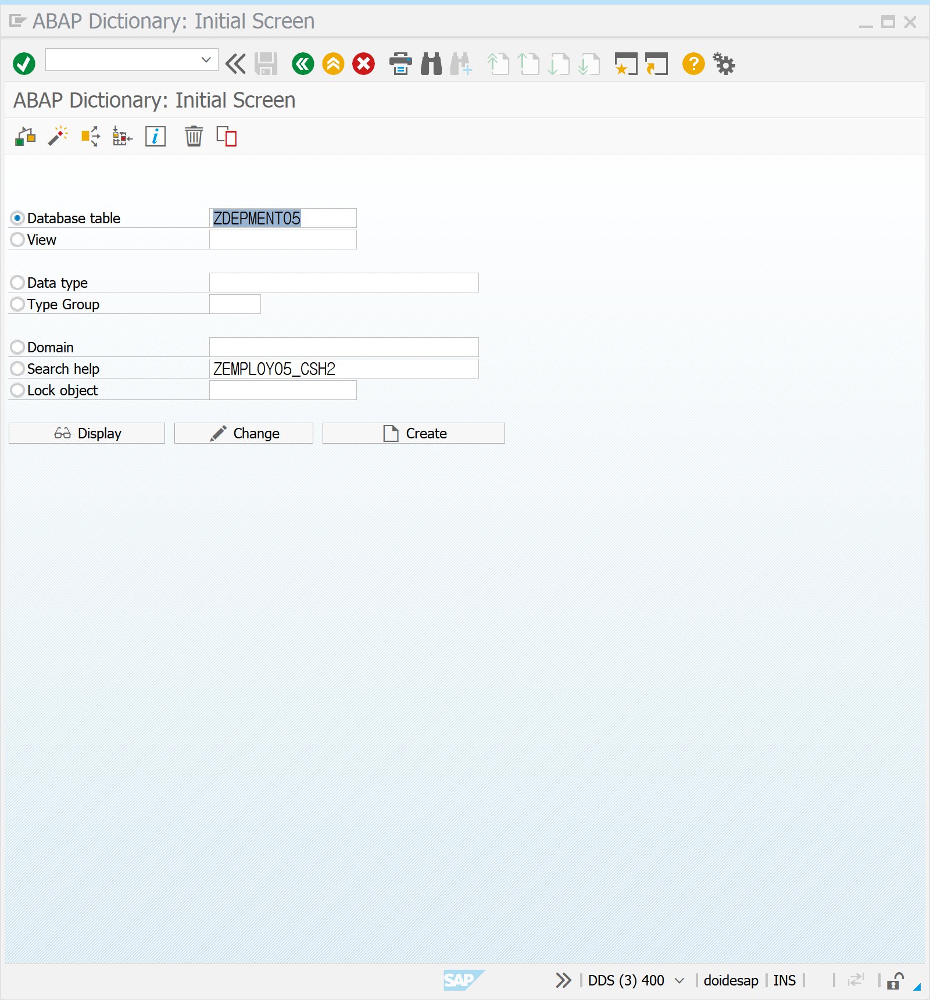 ABAP Dictionary: Initial Screen
ABAP Dictionary: Initial Screen
Database table ZDEPMENT05
View
Data type
Type Group
Domain
Search help ZEMPLOY05_CSH2
Lock object
Display Change Create
SAP DDS (3) 400 doidesap INS